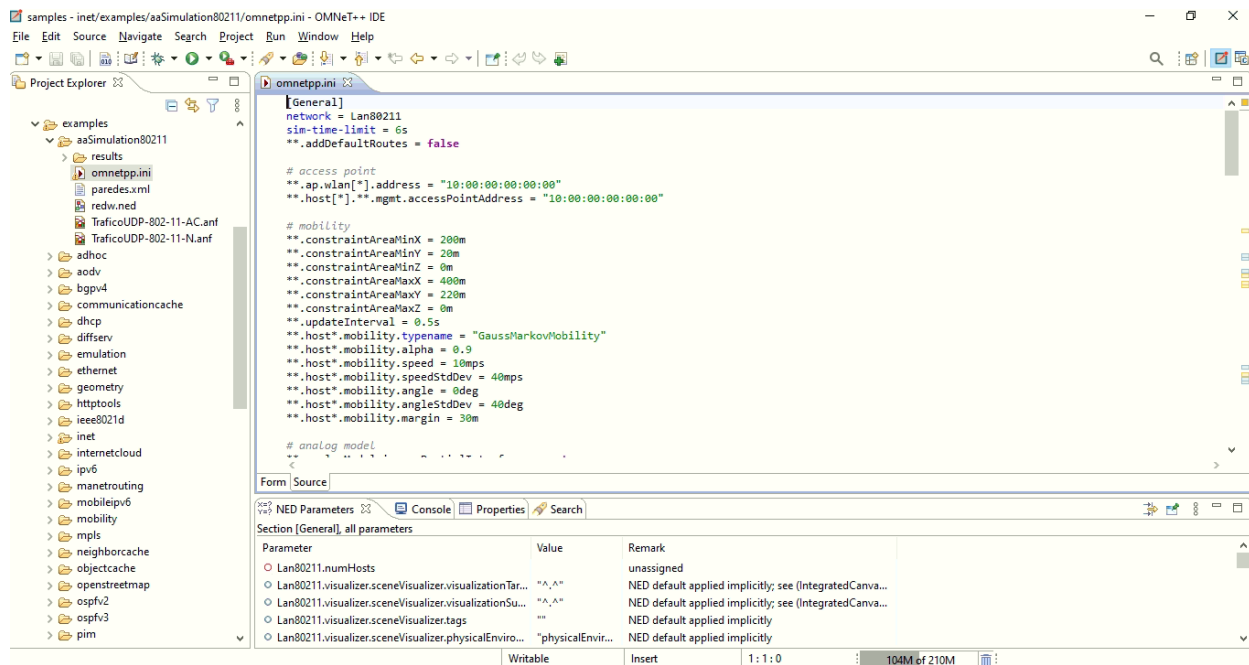 samples - inet/examples/aaSimulation80211/omnetpp.ini - OMNeT++ IDE
File Edit Source Navigate Search Project Run Window Help
Project Explorer
examples
aaSimulation80211
results
omnetpp.ini
paredes.xml
redw.ned
TraficoUDP-802-11-AC.anf
TraficoUDP-802-11-N.anf
adhoc
aodv
bgpv4
communicationcache
dhcp
diffserv
emulation
ethernet
geometry
httptools
ieee8021d
inet
internetcloud
ipv6
manetrouting
mobileipv6
mobility
mpls
neighborcache
objectcache
openstreetmap
ospfv2
ospfv3
pim
omnetpp.ini
[General]
network = Lan80211
sim-time-limit = 6s
**.addDefaultRoutes = false
# access point
**.ap.wlan[*].address = "10:00:00:00:00:00"
**.host[*].**.mgmt.accessPointAddress = "10:00:00:00:00:00"
# mobility
**.constraintAreaMinX = 200m
**.constraintAreaMinY = 20m
**.constraintAreaMinZ = 0m
**.constraintAreaMaxX = 400m
**.constraintAreaMaxY = 220m
**.constraintAreaMaxZ = 0m
**.updateInterval = 0.5s
**.host*.mobility.typename = "GaussMarkovMobility"
**.host*.mobility.alpha = 0.9
**.host*.mobility.speed = 10mps
**.host*.mobility.speedStdDev = 40mps
**.host*.mobility.angle = 0deg
**.host*.mobility.angleStdDev = 40deg
**.host*.mobility.margin = 30m
# analog model
Form Source
NED Parameters Console Properties Search
Section [General], all parameters
Parameter Value Remark
Lan80211.numHosts unassigned
Lan80211.visualizer.sceneVisualizer.visualizationTar... "^.^" NED default applied implicitly; see (IntegratedCanva...
Lan80211.visualizer.sceneVisualizer.visualizationSu... "^.^" NED default applied implicitly; see (IntegratedCanva...
Lan80211.visualizer.sceneVisualizer.tags "" NED default applied implicitly
Lan80211.visualizer.sceneVisualizer.physicalEnviro... "physicalEnvir... NED default applied implicitly
Writable Insert 1:1:0 104M of 210M